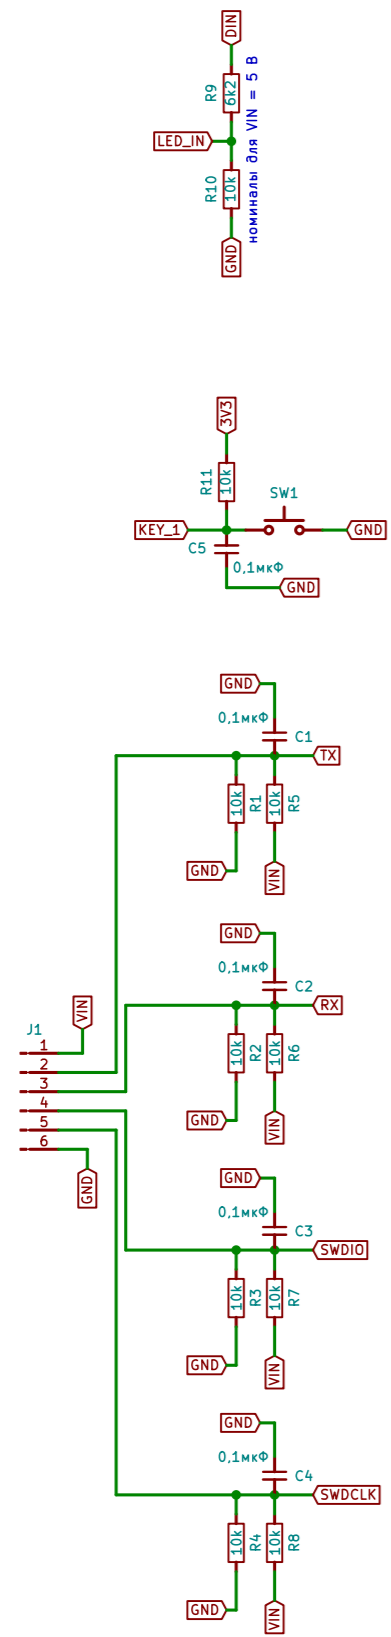 DIN
R9
6k2
LED_IN
R10
10k
GND
номиналы для VIN = 5 В
3V3
R11
10k
SW1
KEY_1
GND
C5
0,1мкФ
GND
GND
0,1мкФ
C1
TX
10k
R1
10k
R5
GND
VIN
GND
0,1мкФ
C2
RX
10k
R2
10k
R6
GND
VIN
VIN
J1
1
2
3
4
5
6
GND
GND
0,1мкФ
C3
SWDIO
10k
R3
10k
R7
GND
VIN
GND
0,1мкФ
C4
SWDCLK
10k
R4
10k
R8
GND
VIN